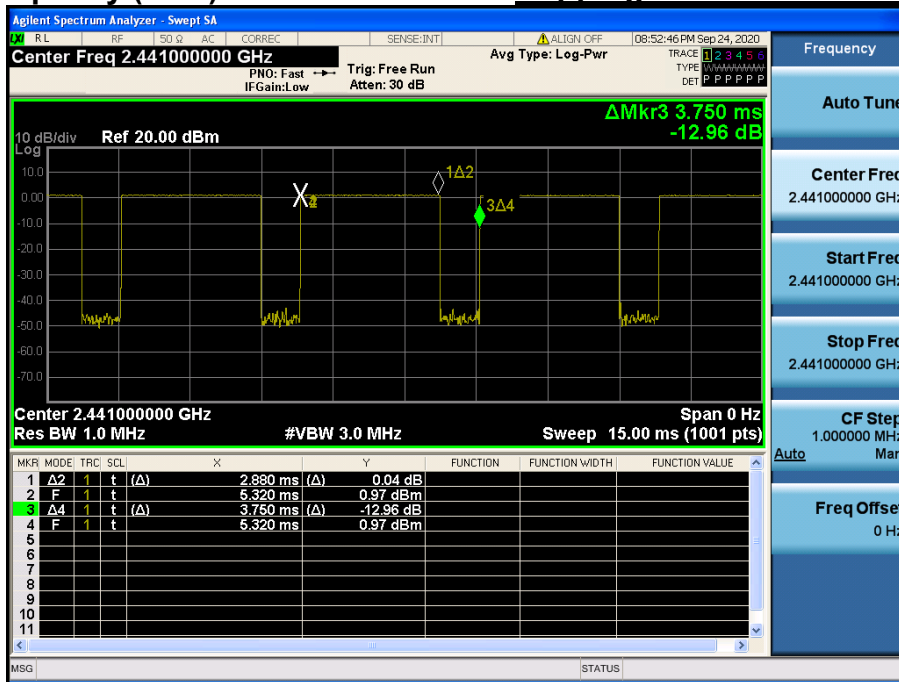 Agilent Spectrum Analyzer - Swept SA
LXI RL RF 50 Ω AC CORREC SENSE:INT ALIGN OFF 08:52:46 PM Sep 24, 2020
Center Freq 2.441000000 GHz
PNO: Fast
IFGain:Low
Trig: Free Run
Atten: 30 dB
Avg Type: Log-Pwr
TRACE 1 2 3 4 5 6
TYPE
DET P P P P P P
Frequency
Auto Tune
Center Freq
2.441000000 GHz
Start Freq
2.441000000 GHz
Stop Freq
2.441000000 GHz
CF Step
1.000000 MHz
Auto Man
Freq Offset
0 Hz
ΔMkr3 3.750 ms
-12.96 dB
10 dB/div Ref 20.00 dBm
Log
10.0
0.00
-10.0
-20.0
-30.0
-40.0
-50.0
-60.0
-70.0
1Δ2
3Δ4
Center 2.441000000 GHz Span 0 Hz
Res BW 1.0 MHz #VBW 3.0 MHz Sweep 15.00 ms (1001 pts)
MKR MODE TRC SCL X Y FUNCTION FUNCTION WIDTH FUNCTION VALUE
1 Δ2 1 t (Δ) 2.880 ms (Δ) 0.04 dB
2 F 1 t 5.320 ms 0.97 dBm
3 Δ4 1 t (Δ) 3.750 ms (Δ) -12.96 dB
4 F 1 t 5.320 ms 0.97 dBm
5
6
7
8
9
10
11
MSG STATUS